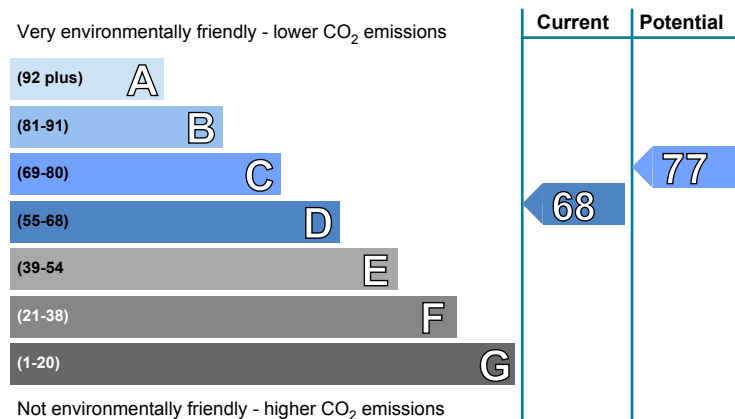 Very environmentally friendly - lower CO₂ emissions
Current
Potential
(92 plus) A
(81-91) B
(69-80) C
(55-68) D
(39-54 E
(21-38) F
(1-20) G
77
68
Not environmentally friendly - higher CO₂ emissions